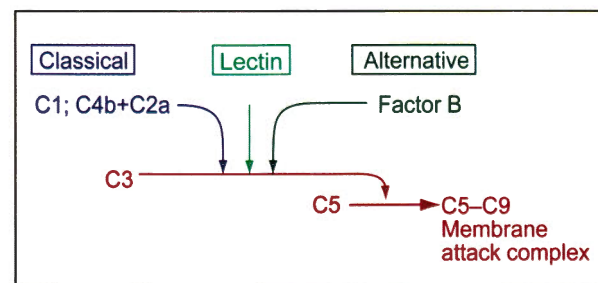 Classical Lectin Alternative
C1; C4b+C2a Factor B
C3
C5 C5–C9
Membrane
attack complex